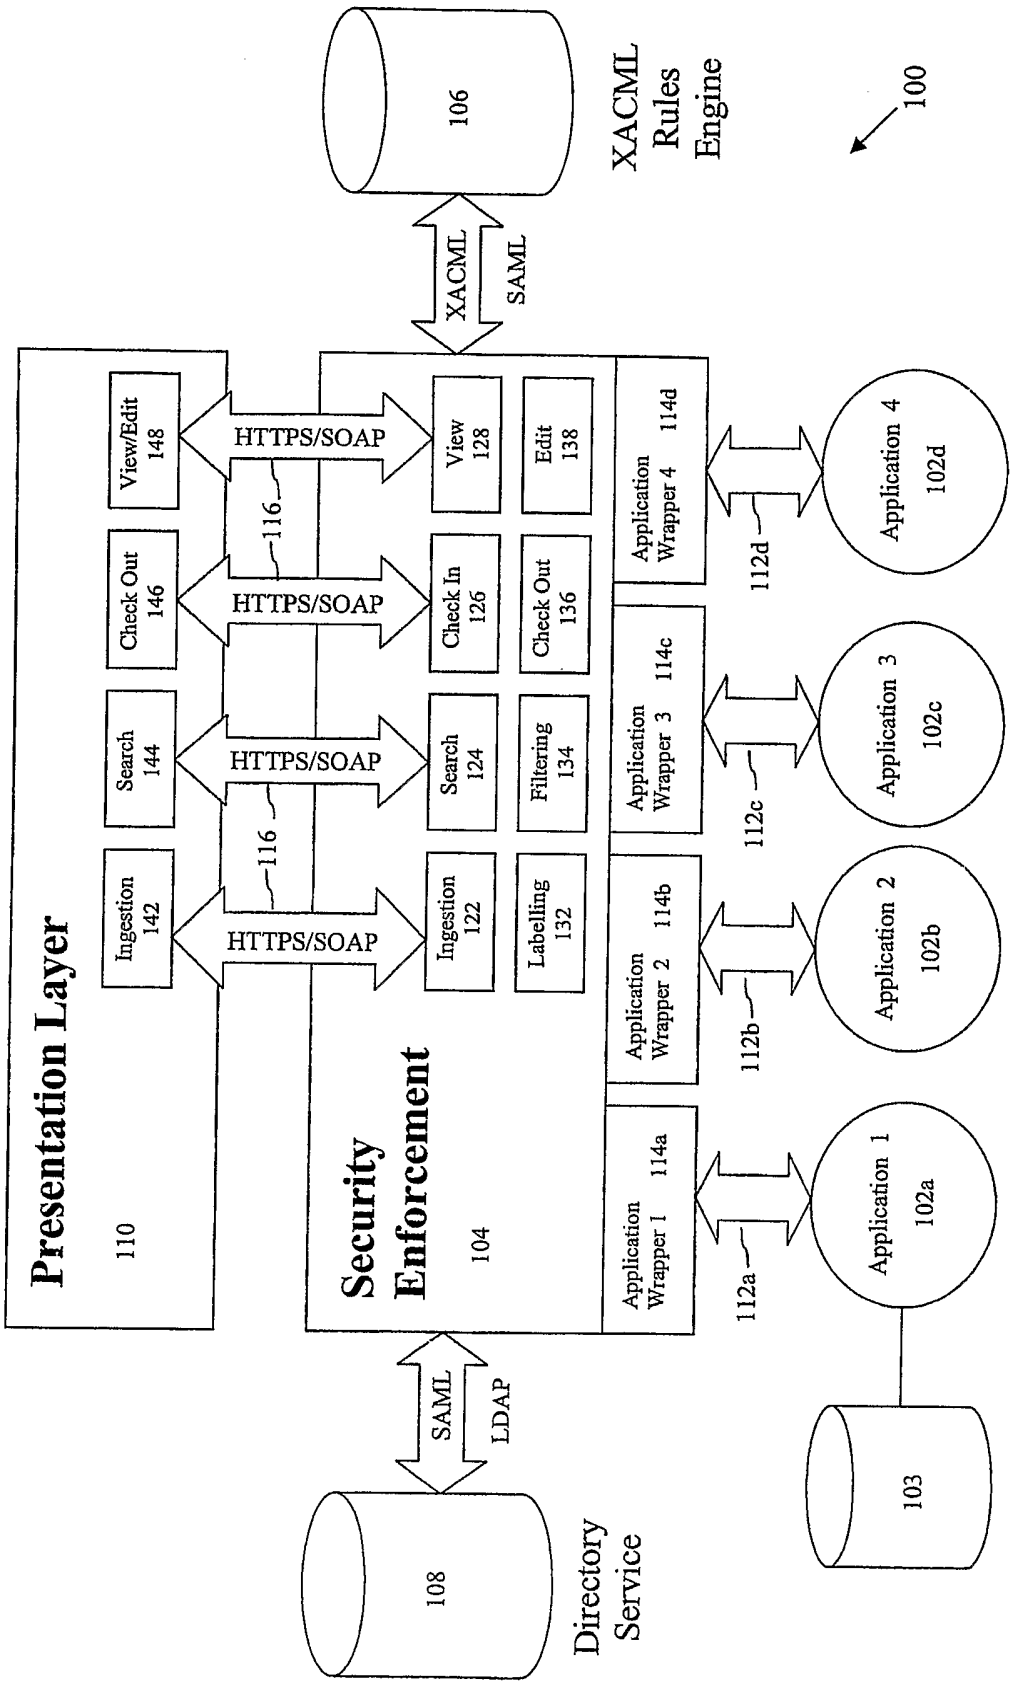 Presentation Layer
110
Ingestion
142
Search
144
Check Out
146
View/Edit
148
HTTPS/SOAP
HTTPS/SOAP
HTTPS/SOAP
HTTPS/SOAP
116
116
116
Security
Enforcement
104
Ingestion
122
Search
124
Check In
126
View
128
Labelling
132
Filtering
134
Check Out
136
Edit
138
108
Directory
Service
SAML
LDAP
XACML
SAML
106
XACML
Rules
Engine
Application
Wrapper 1
114a
Application
Wrapper 2
114b
Application
Wrapper 3
114c
Application
Wrapper 4
114d
112a
112b
112c
112d
103
Application 1
102a
Application 2
102b
Application 3
102c
Application 4
102d
100